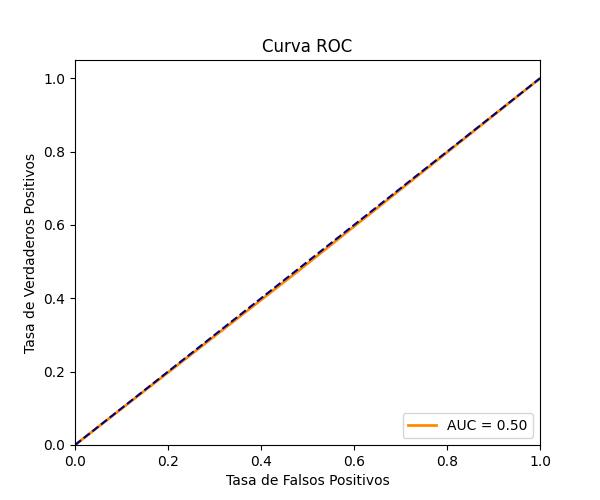 Curva ROC
Tasa de Verdaderos Positivos
1.0
0.8
0.6
0.4
0.2
0.0
0.0 0.2 0.4 0.6 0.8 1.0
Tasa de Falsos Positivos
AUC = 0.50